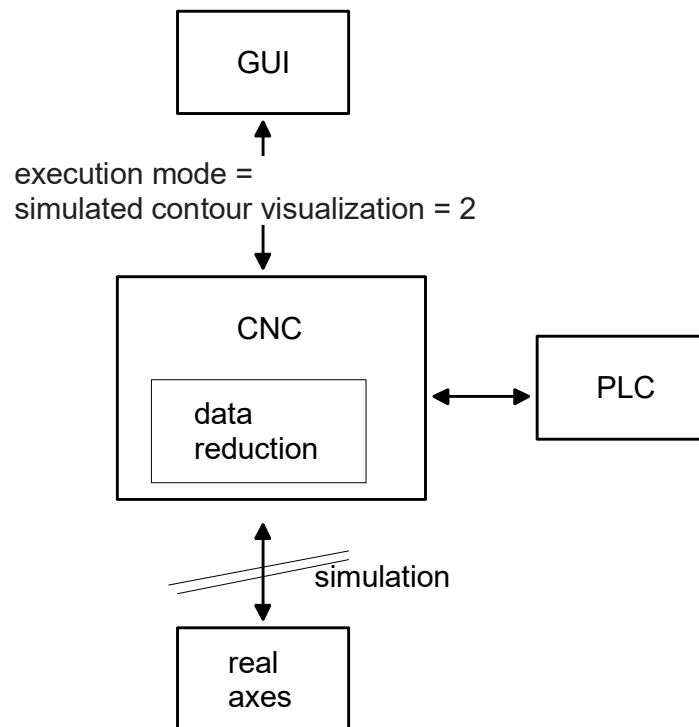 GUI
execution mode =
simulated contour visualization = 2
CNC
PLC
data
reduction
simulation
real
axes